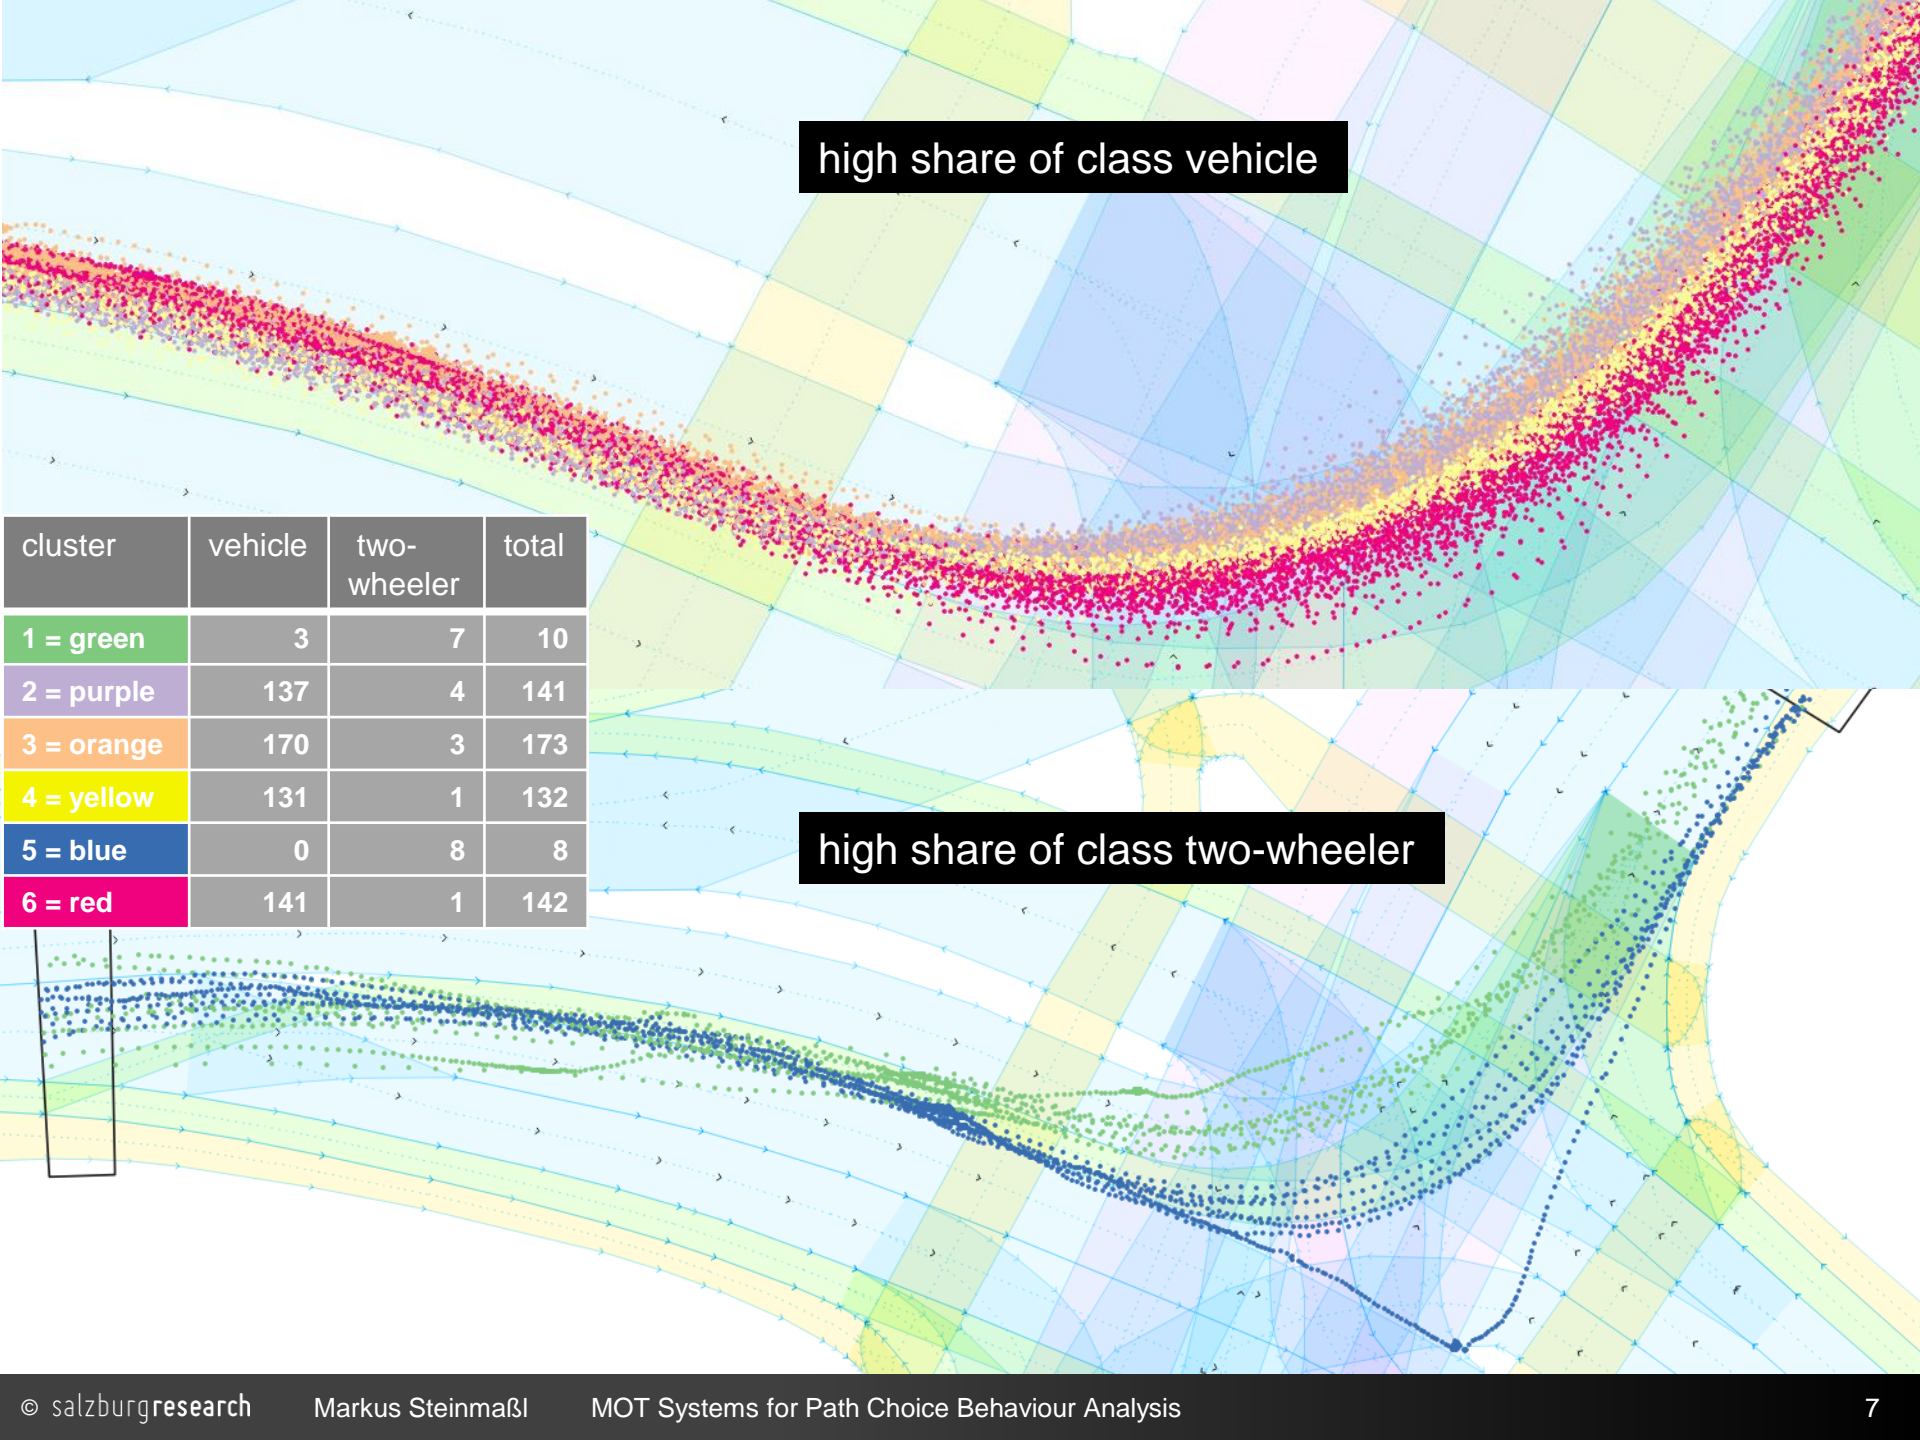 high share of class vehicle
cluster vehicle two-wheeler total
1 = green 3 7 10
2 = purple 137 4 141
3 = orange 170 3 173
4 = yellow 131 1 132
5 = blue 0 8 8
6 = red 141 1 142
high share of class two-wheeler
© salzburgresearch Markus Steinmaßl MOT Systems for Path Choice Behaviour Analysis 7